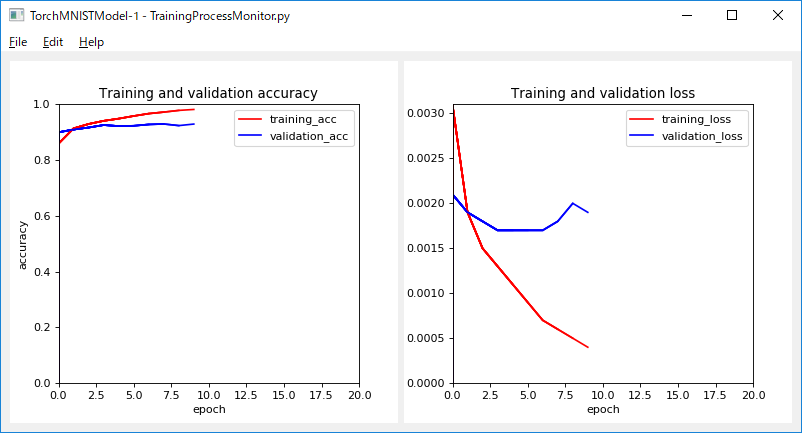 TorchMNISTModel-1 - TrainingProcessMonitor.py
File Edit Help
Training and validation accuracy
training_acc
validation_acc
1.0
0.8
0.6
0.4
0.2
0.0
accuracy
0.0 2.5 5.0 7.5 10.0 12.5 15.0 17.5 20.0
epoch
Training and validation loss
training_loss
validation_loss
0.0030
0.0025
0.0020
0.0015
0.0010
0.0005
0.0000
0.0 2.5 5.0 7.5 10.0 12.5 15.0 17.5 20.0
epoch